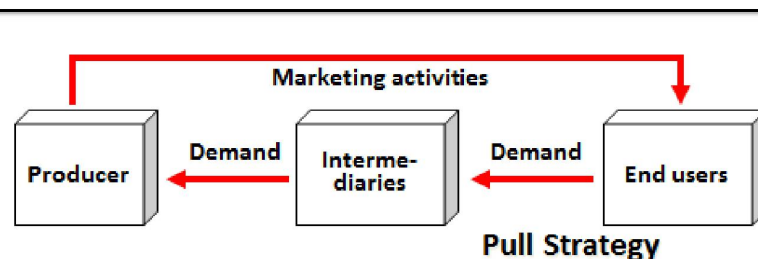 Marketing activities
Producer
Demand
Interme-
diaries
Demand
End users
Pull Strategy